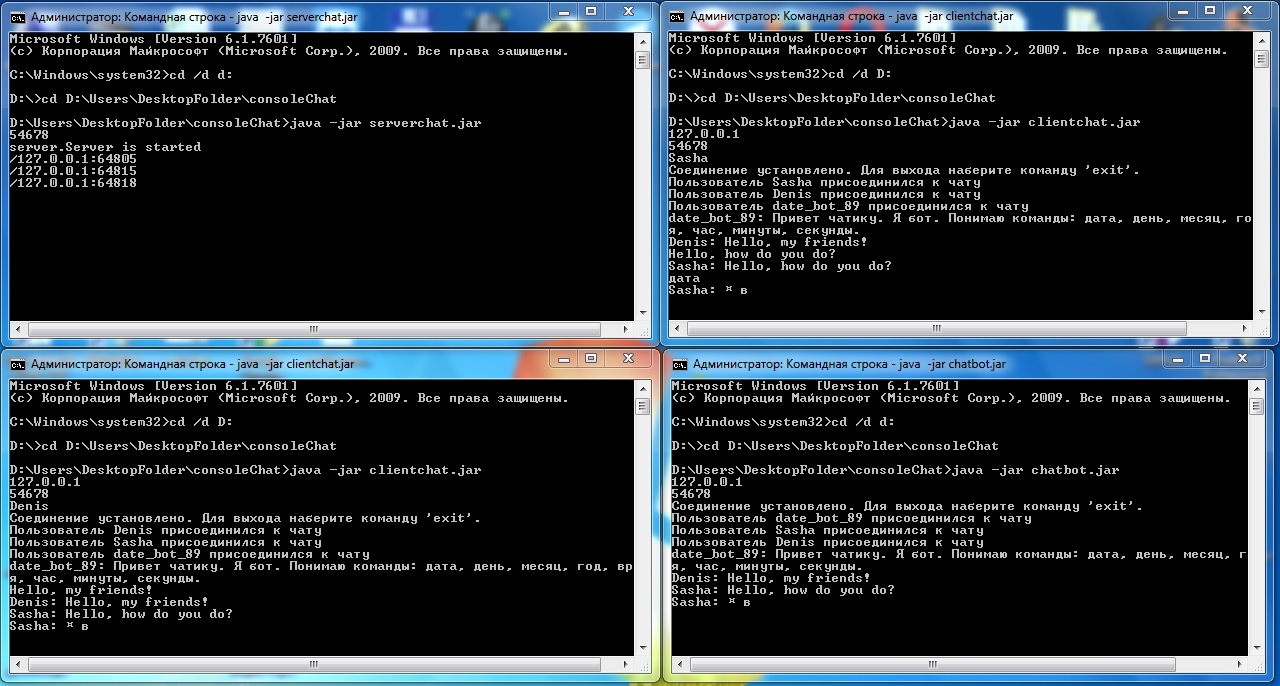 Администратор: Командная строка - java -jar serverchat.jar
Microsoft Windows [Version 6.1.7601]
(c) Корпорация Майкрософт (Microsoft Corp.), 2009. Все права защищены.
C:\Windows\system32>cd /d d:
D:\>cd D:\Users\DesktopFolder\consoleChat
D:\Users\DesktopFolder\consoleChat>java -jar serverchat.jar
54678
server.Server is started
/127.0.0.1:64805
/127.0.0.1:64815
/127.0.0.1:64818
Администратор: Командная строка - java -jar clientchat.jar
Microsoft Windows [Version 6.1.7601]
(c) Корпорация Майкрософт (Microsoft Corp.), 2009. Все права защищены.
C:\Windows\system32>cd /d D:
D:\>cd D:\Users\DesktopFolder\consoleChat
D:\Users\DesktopFolder\consoleChat>java -jar clientchat.jar
127.0.0.1
54678
Sasha
Соединение установлено. Для выхода наберите команду 'exit'.
Пользователь Sasha присоединился к чату
Пользователь Denis присоединился к чату
Пользователь date_bot_89 присоединился к чату
date_bot_89: Привет чатику. Я бот. Понимаю команды: дата, день, месяц, го
я, час, минуты, секунды.
Denis: Hello, my friends!
Hello, how do you do?
Sasha: Hello, how do you do?
дата
Sasha: ¤ в
Администратор: Командная строка - java -jar clientchat.jar
Microsoft Windows [Version 6.1.7601]
(c) Корпорация Майкрософт (Microsoft Corp.), 2009. Все права защищены.
C:\Windows\system32>cd /d D:
D:\>cd D:\Users\DesktopFolder\consoleChat
D:\Users\DesktopFolder\consoleChat>java -jar clientchat.jar
127.0.0.1
54678
Denis
Соединение установлено. Для выхода наберите команду 'exit'.
Пользователь Denis присоединился к чату
Пользователь Sasha присоединился к чату
Пользователь date_bot_89 присоединился к чату
date_bot_89: Привет чатику. Я бот. Понимаю команды: дата, день, месяц, год, вр
я, час, минуты, секунды.
Hello, my friends!
Denis: Hello, my friends!
Sasha: Hello, how do you do?
Sasha: ¤ в
Администратор: Командная строка - java -jar chatbot.jar
Microsoft Windows [Version 6.1.7601]
(c) Корпорация Майкрософт (Microsoft Corp.), 2009. Все права защищены.
C:\Windows\system32>cd /d d:
D:\>cd D:\Users\DesktopFolder\consoleChat
D:\Users\DesktopFolder\consoleChat>java -jar chatbot.jar
127.0.0.1
54678
Соединение установлено. Для выхода наберите команду 'exit'.
Пользователь date_bot_89 присоединился к чату
Пользователь Sasha присоединился к чату
Пользователь Denis присоединился к чату
date_bot_89: Привет чатику. Я бот. Понимаю команды: дата, день, месяц, г
я, час, минуты, секунды.
Denis: Hello, my friends!
Sasha: Hello, how do you do?
Sasha: ¤ в